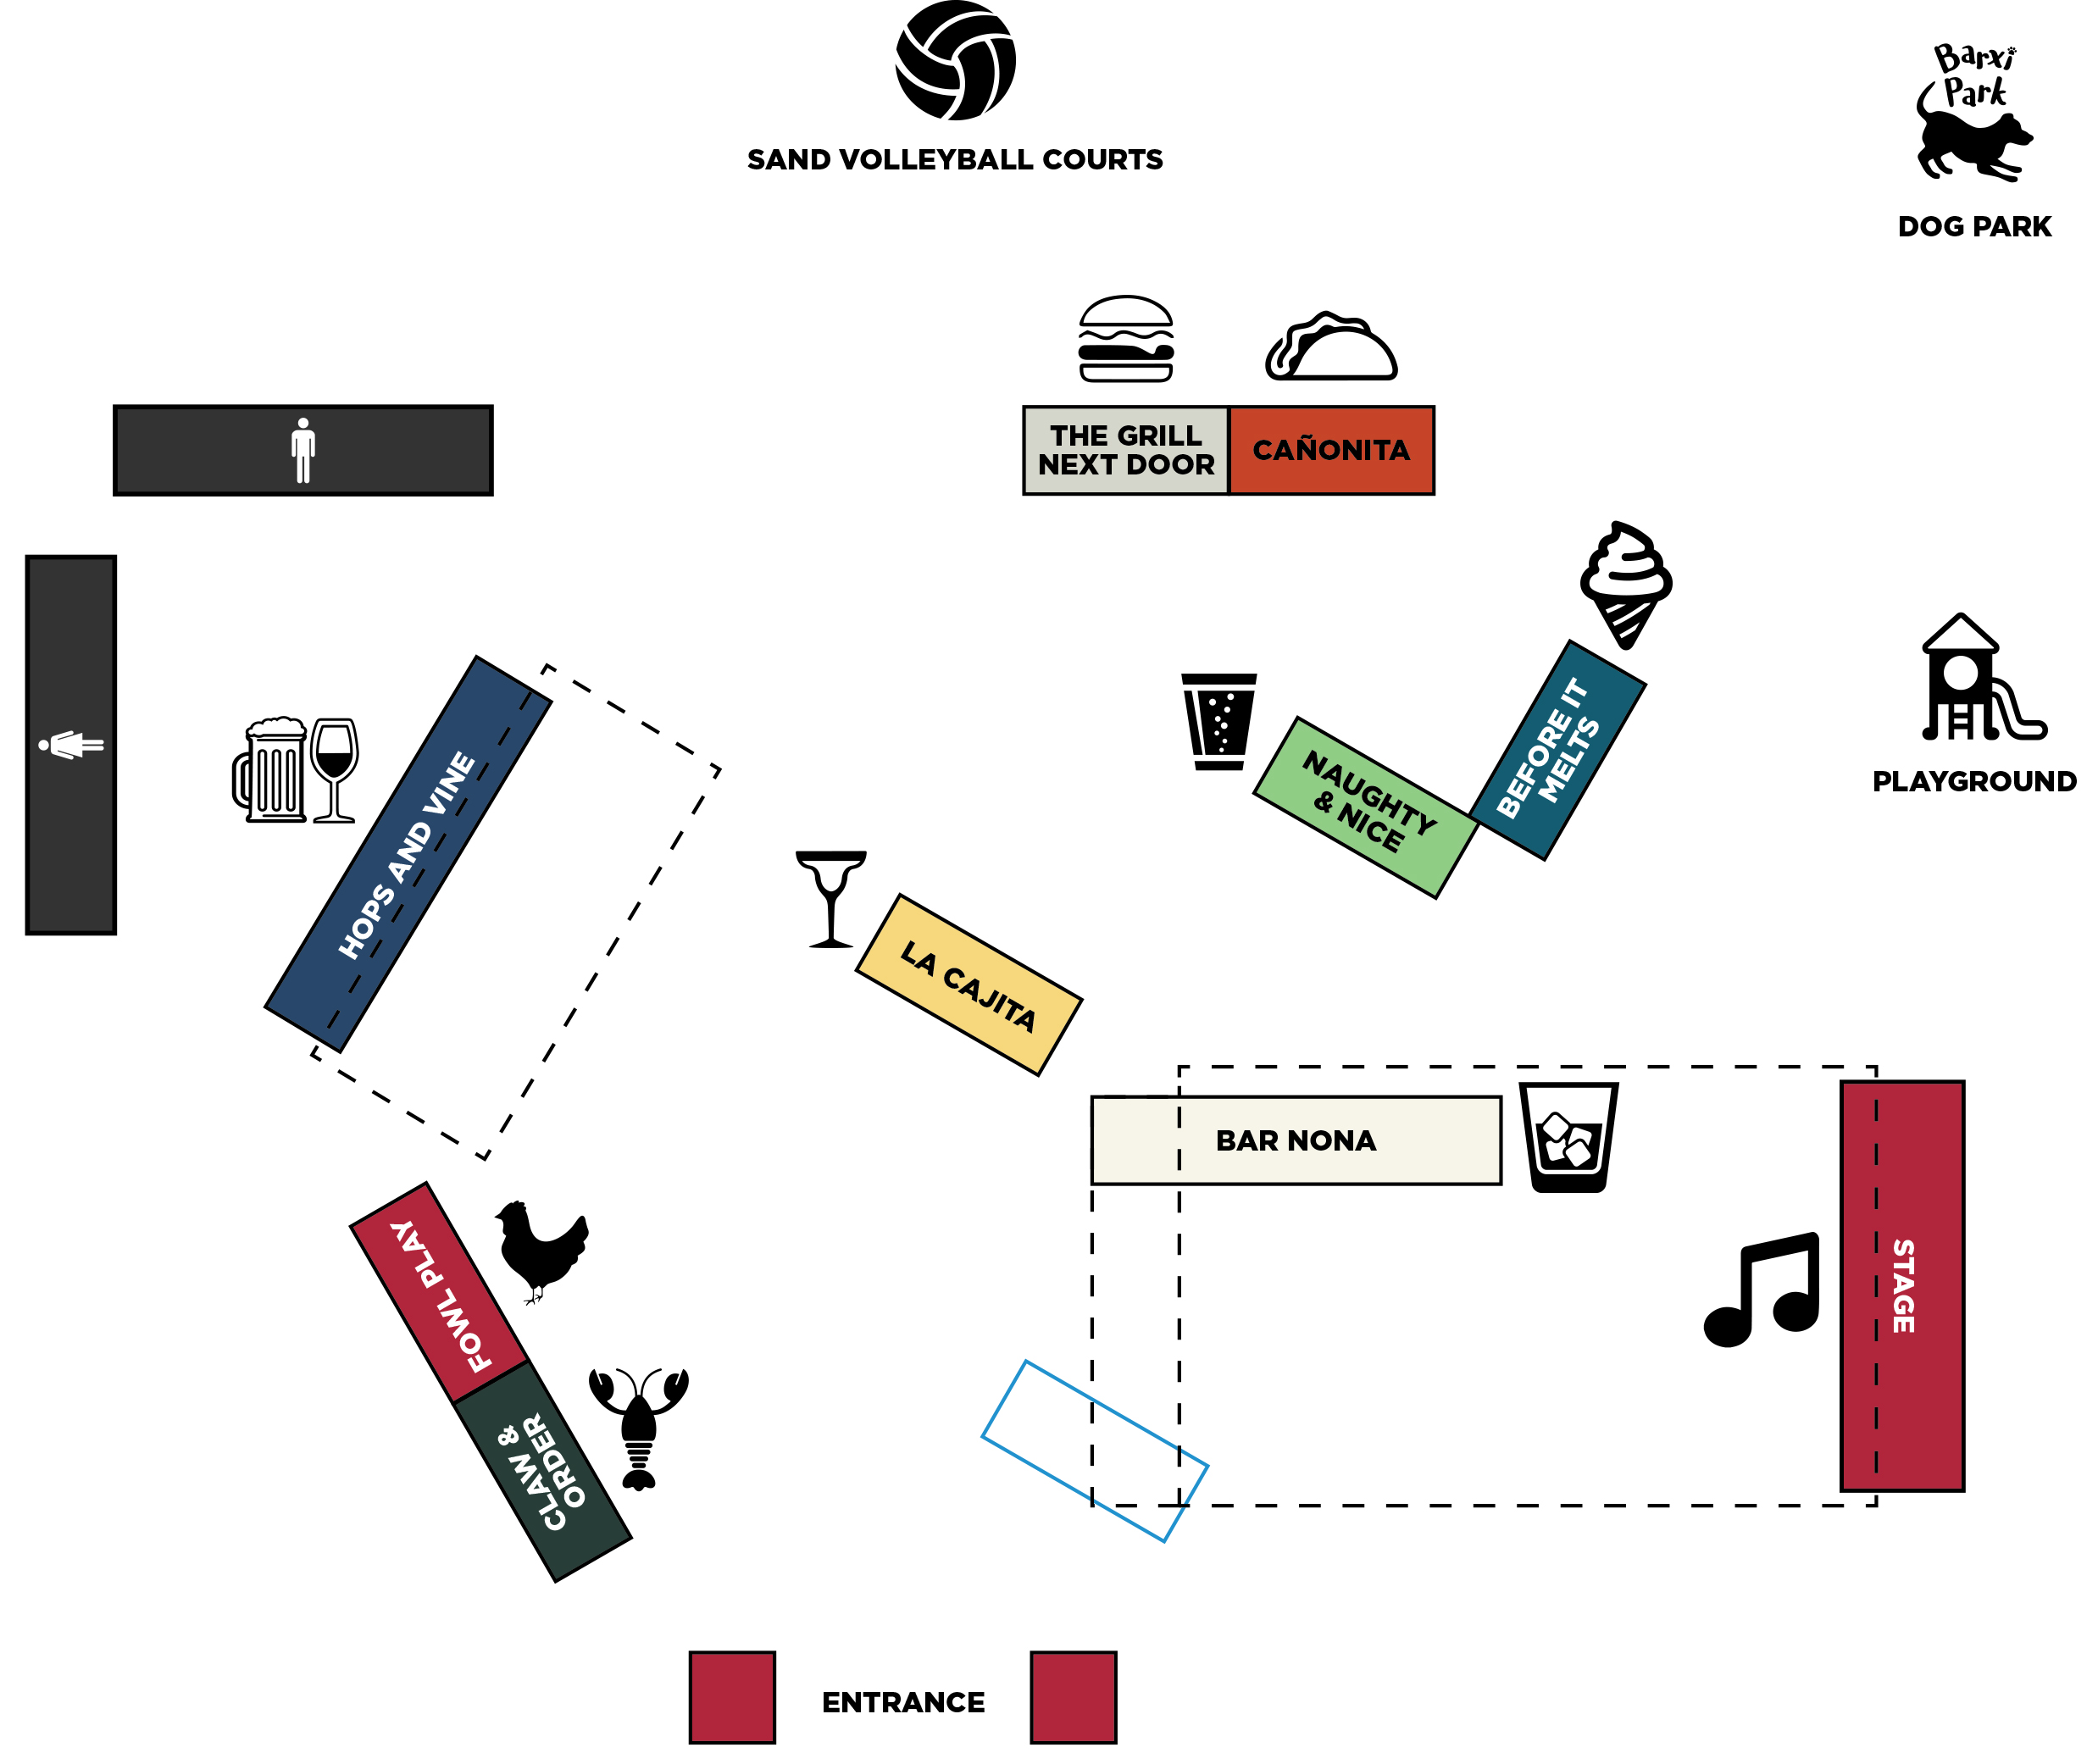 Barx
Park
SAND VOLLEYBALL COURTS
DOG PARK
THE GRILL
NEXT DOOR
CAÑONITA
BEFORE IT
MELTS
PLAYGROUND
NAUGHTY
& NICE
HOPS AND VINE
LA CAJITA
BAR NONA
STAGE
FOWL PLAY
CLAW &
ORDER
ENTRANCE